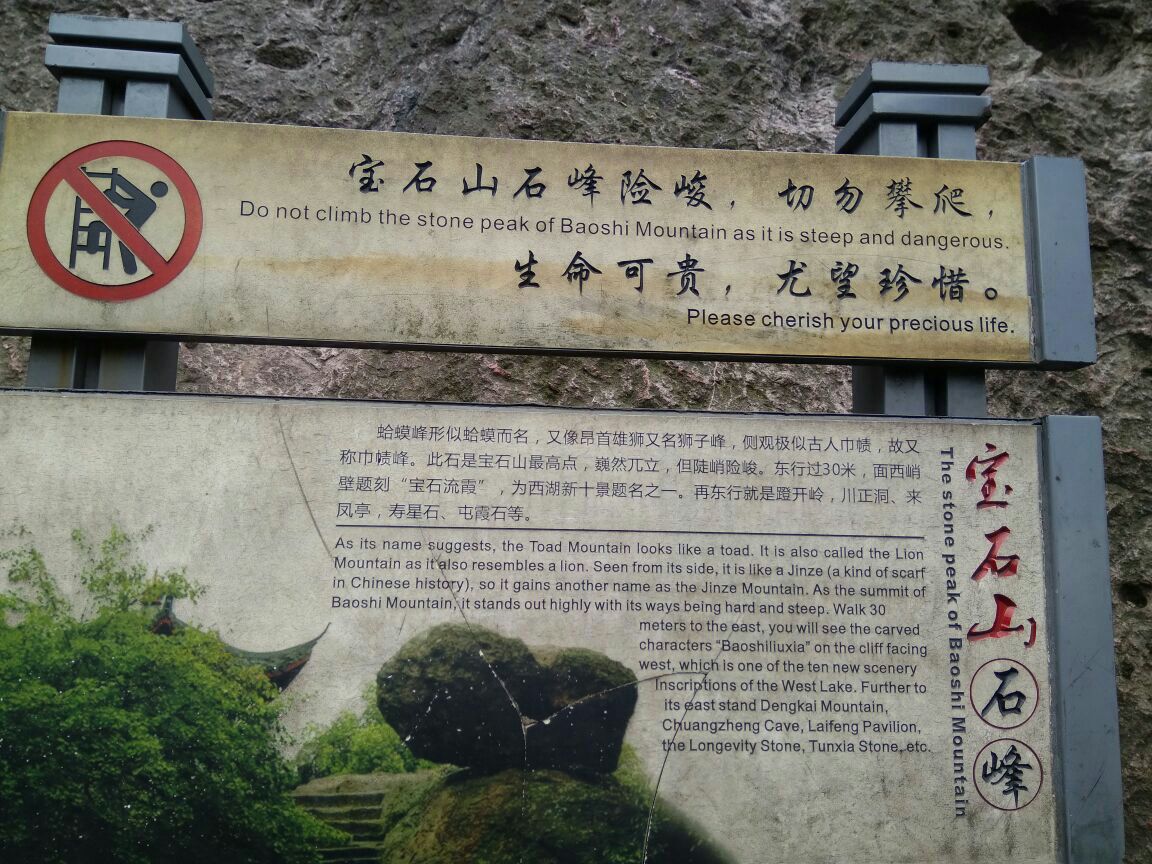 宝石山石峰险峻，切勿攀爬，
Do not climb the stone peak of Baoshi Mountain as it is steep and dangerous.
生命可贵，尤望珍惜。
Please cherish your precious life.
蛤蟆峰形似蛤蟆而名，又像昂首雄狮又名狮子峰，侧观极似古人巾帻，故又
称巾帻峰。此石是宝石山最高点，巍然兀立，但陡峭险峻。东行过30米，面西峭
壁题刻“宝石流霞”，为西湖新十景题名之一。再东行就是蹬开岭，川正洞、来
凤亭，寿星石、屯霞石等。
As its name suggests, the Toad Mountain looks like a toad. It is also called the Lion
Mountain as it also resembles a lion. Seen from its side, it is like a Jinze (a kind of scarf
in Chinese history), so it gains another name as the Jinze Mountain. As the summit of
Baoshi Mountain, it stands out highly with its ways being hard and steep. Walk 30
meters to the east, you will see the carved
characters “Baoshiliuxia” on the cliff facing
west, which is one of the ten new scenery
Inscriptions of the West Lake. Further to
its east stand Dengkai Mountain,
Chuangzheng Cave, Laifeng Pavilion,
the Longevity Stone, Tunxia Stone, etc.
宝石山石峰
The stone peak of Baoshi Mountain